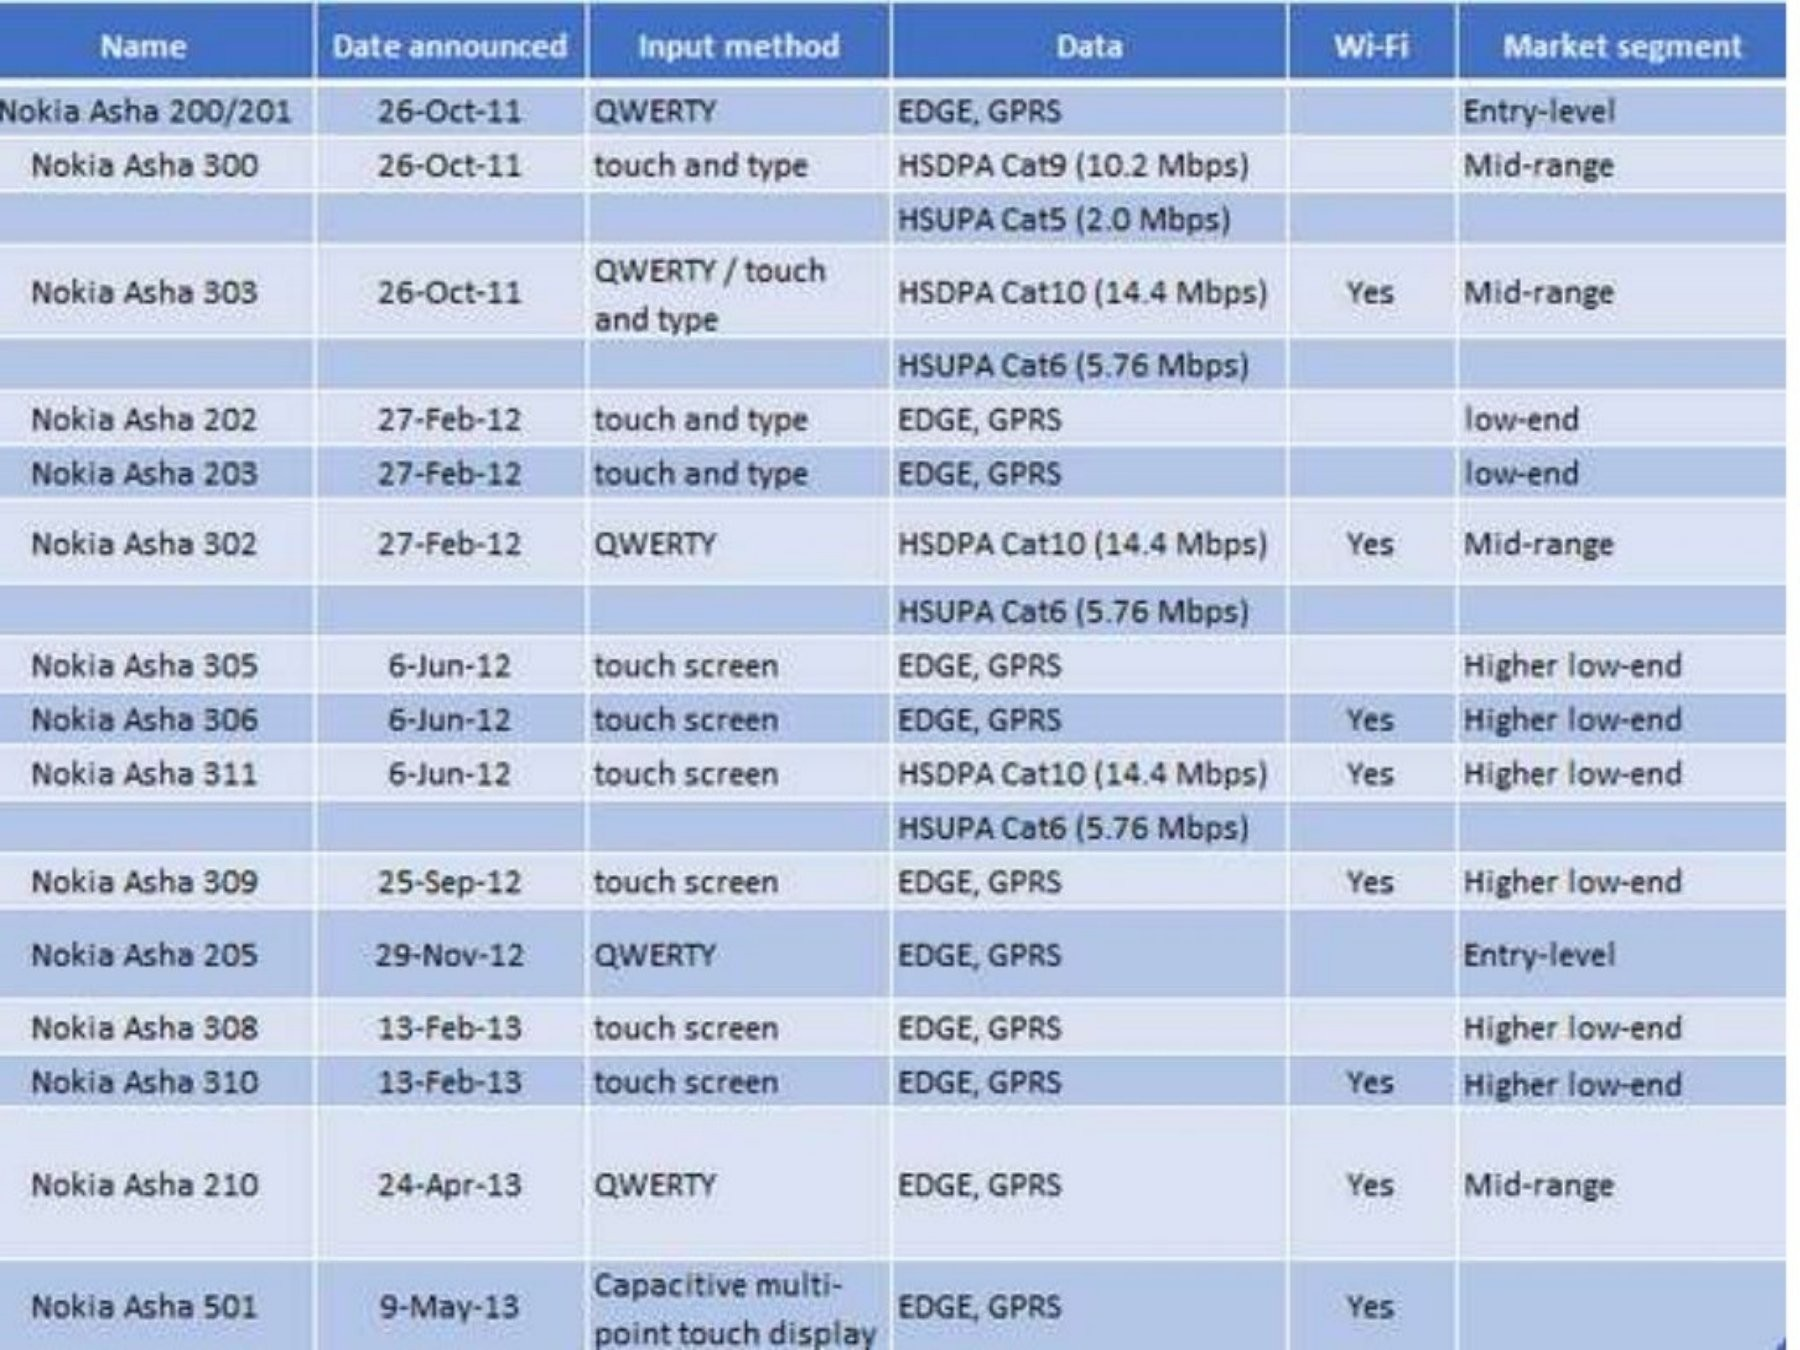 Name Date announced Input method Data Wi-Fi Market segment
Nokia Asha 200/201 26-Oct-11 QWERTY EDGE, GPRS Entry-level
Nokia Asha 300 26-Oct-11 touch and type HSDPA Cat9 (10.2 Mbps) Mid-range
HSUPA Cat5 (2.0 Mbps)
Nokia Asha 303 26-Oct-11 QWERTY / touch and type HSDPA Cat10 (14.4 Mbps) Yes Mid-range
HSUPA Cat6 (5.76 Mbps)
Nokia Asha 202 27-Feb-12 touch and type EDGE, GPRS low-end
Nokia Asha 203 27-Feb-12 touch and type EDGE, GPRS low-end
Nokia Asha 302 27-Feb-12 QWERTY HSDPA Cat10 (14.4 Mbps) Yes Mid-range
HSUPA Cat6 (5.76 Mbps)
Nokia Asha 305 6-Jun-12 touch screen EDGE, GPRS Higher low-end
Nokia Asha 306 6-Jun-12 touch screen EDGE, GPRS Yes Higher low-end
Nokia Asha 311 6-Jun-12 touch screen HSDPA Cat10 (14.4 Mbps) Yes Higher low-end
HSUPA Cat6 (5.76 Mbps)
Nokia Asha 309 25-Sep-12 touch screen EDGE, GPRS Yes Higher low-end
Nokia Asha 205 29-Nov-12 QWERTY EDGE, GPRS Entry-level
Nokia Asha 308 13-Feb-13 touch screen EDGE, GPRS Higher low-end
Nokia Asha 310 13-Feb-13 touch screen EDGE, GPRS Yes Higher low-end
Nokia Asha 210 24-Apr-13 QWERTY EDGE, GPRS Yes Mid-range
Nokia Asha 501 9-May-13 Capacitive multi-point touch display EDGE, GPRS Yes